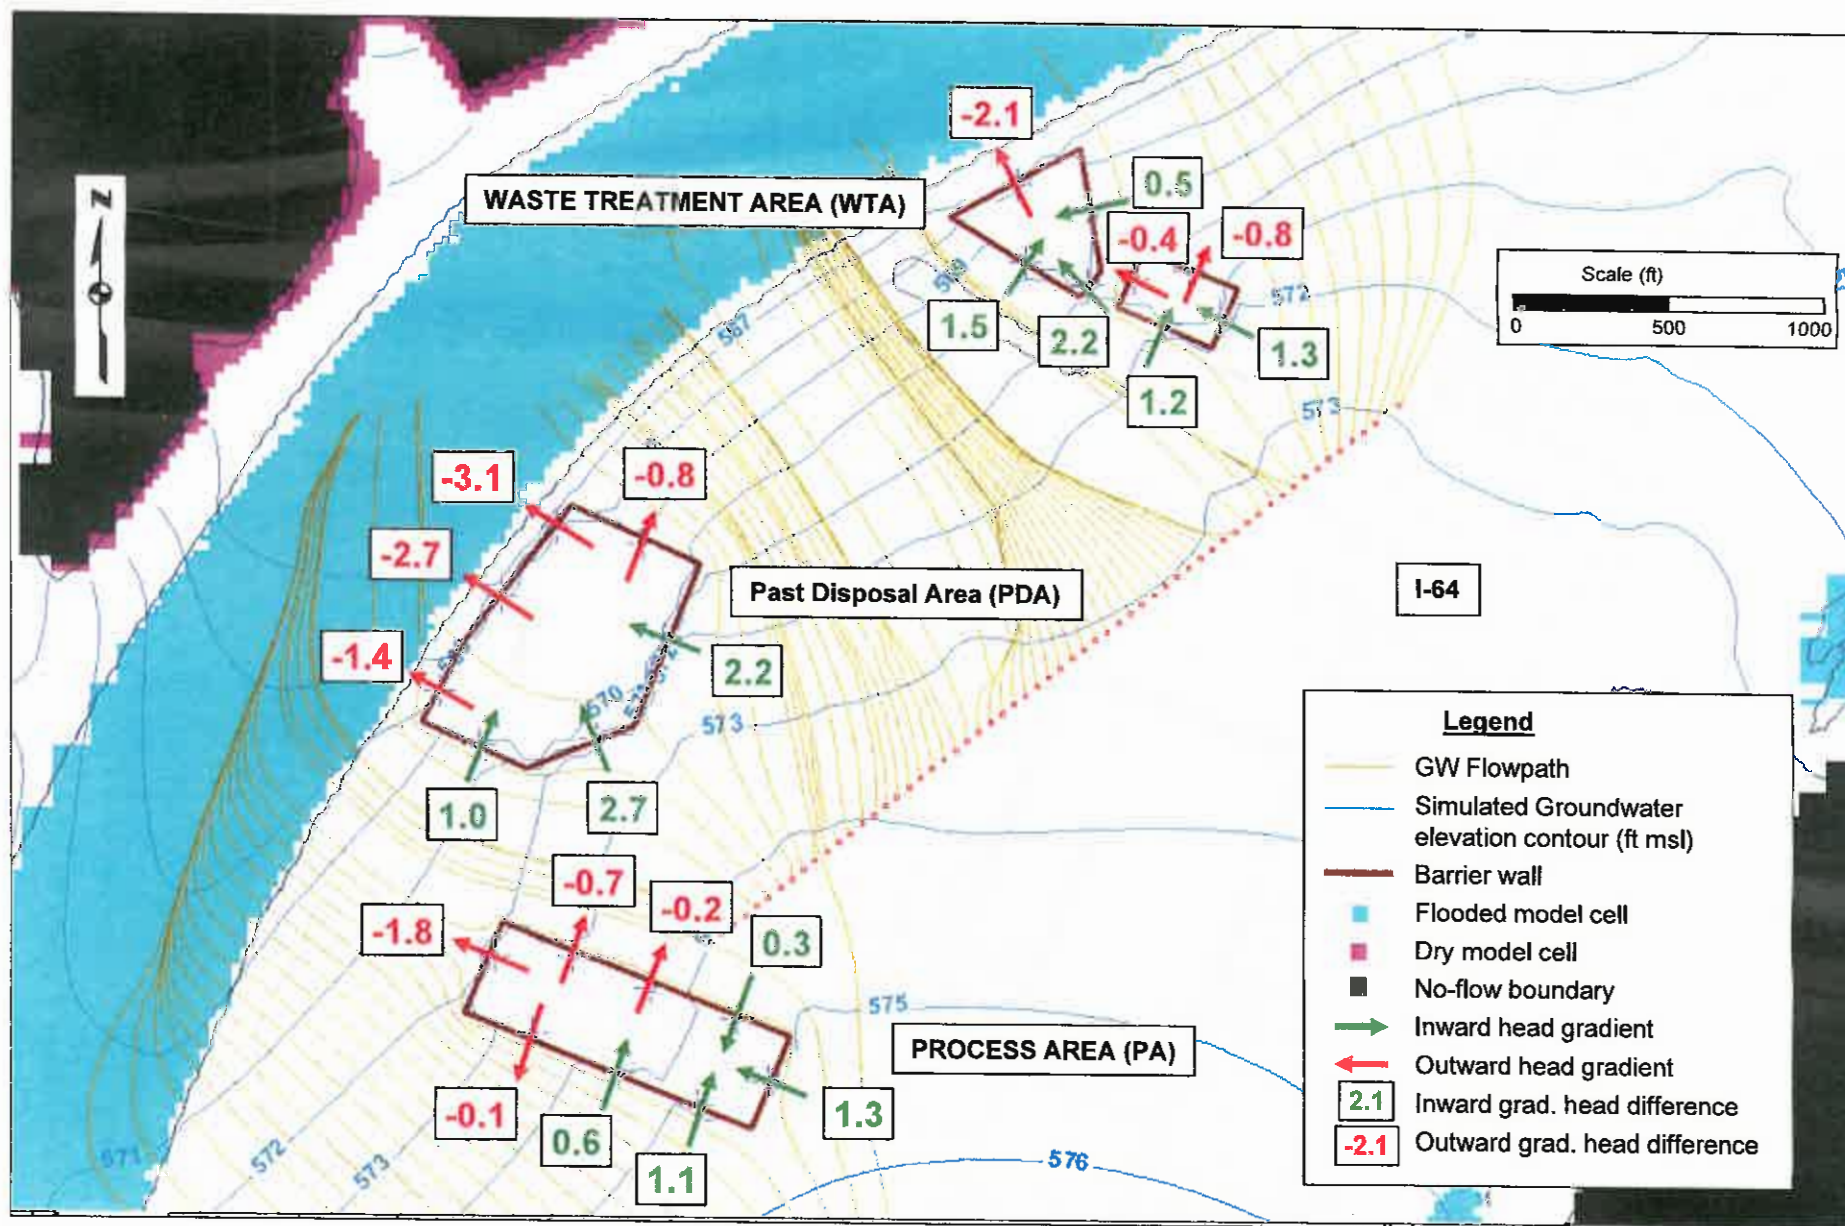 N
-2.1
WASTE TREATMENT AREA (WTA)
0.5
-0.4
-0.8
Scale (ft)
0
500
1000
572
1.5
2.2
1.3
1.2
567
573
-3.1
-0.8
-2.7
Past Disposal Area (PDA)
I-64
-1.4
2.2
570
573
1.0
2.7
-0.7
-0.2
-1.8
0.3
575
PROCESS AREA (PA)
-0.1
0.6
1.3
1.1
571
572
573
576
Legend
GW Flowpath
Simulated Groundwater
elevation contour (ft msl)
Barrier wall
Flooded model cell
Dry model cell
No-flow boundary
Inward head gradient
Outward head gradient
2.1 Inward grad. head difference
-2.1 Outward grad. head difference